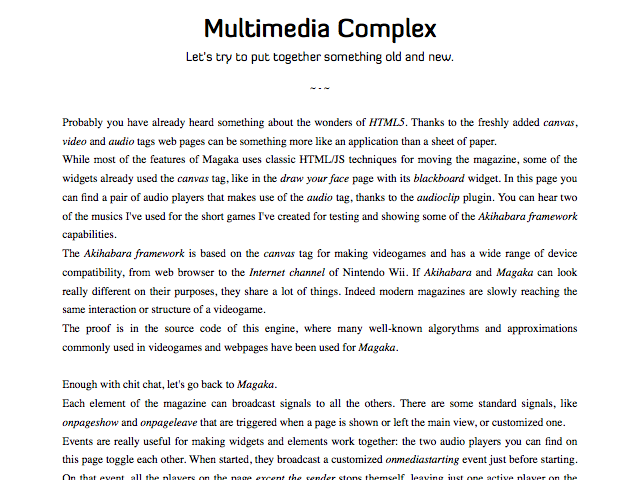 Multimedia Complex
Let's try to put together something old and new.
~ - ~
Probably you have already heard something about the wonders of HTML5. Thanks to the freshly added canvas,
video and audio tags web pages can be something more like an application than a sheet of paper.
While most of the features of Magaka uses classic HTML/JS techniques for moving the magazine, some of the
widgets already used the canvas tag, like in the draw your face page with its blackboard widget. In this page you
can find a pair of audio players that makes use of the audio tag, thanks to the audioclip plugin. You can hear two
of the musics I've used for the short games I've created for testing and showing some of the Akihabara framework
capabilities.
The Akihabara framework is based on the canvas tag for making videogames and has a wide range of device
compatibility, from web browser to the Internet channel of Nintendo Wii. If Akihabara and Magaka can look
really different on their purposes, they share a lot of things. Indeed modern magazines are slowly reaching the
same interaction or structure of a videogame.
The proof is in the source code of this engine, where many well-known algorythms and approximations
commonly used in videogames and webpages have been used for Magaka.
Enough with chit chat, let's go back to Magaka.
Each element of the magazine can broadcast signals to all the others. There are some standard signals, like
onpageshow and onpageleave that are triggered when a page is shown or left the main view, or customized one.
Events are really useful for making widgets and elements work together: the two audio players you can find on
this page toggle each other. When started, they broadcast a customized onmediastarting event just before starting.
On that event, all the players on the page except the sender stops themself, leaving just one active player on the